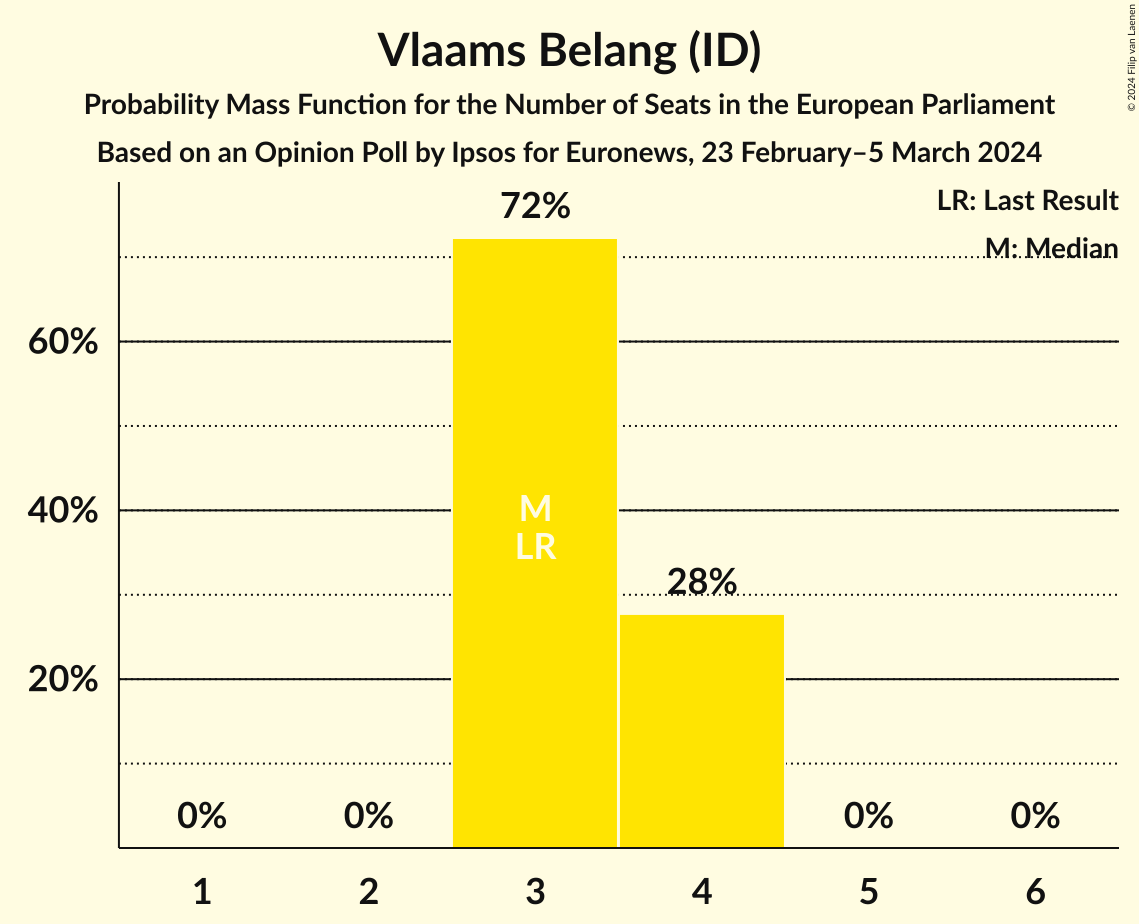 Vlaams Belang (ID)
Probability Mass Function for the Number of Seats in the European Parliament
Based on an Opinion Poll by Ipsos for Euronews, 23 February–5 March 2024
© 2024 Filip van Laenen
LR: Last Result
M: Median
72%
60%
40%
20%
M
LR
28%
0%
0%
0%
0%
1
2
3
4
5
6